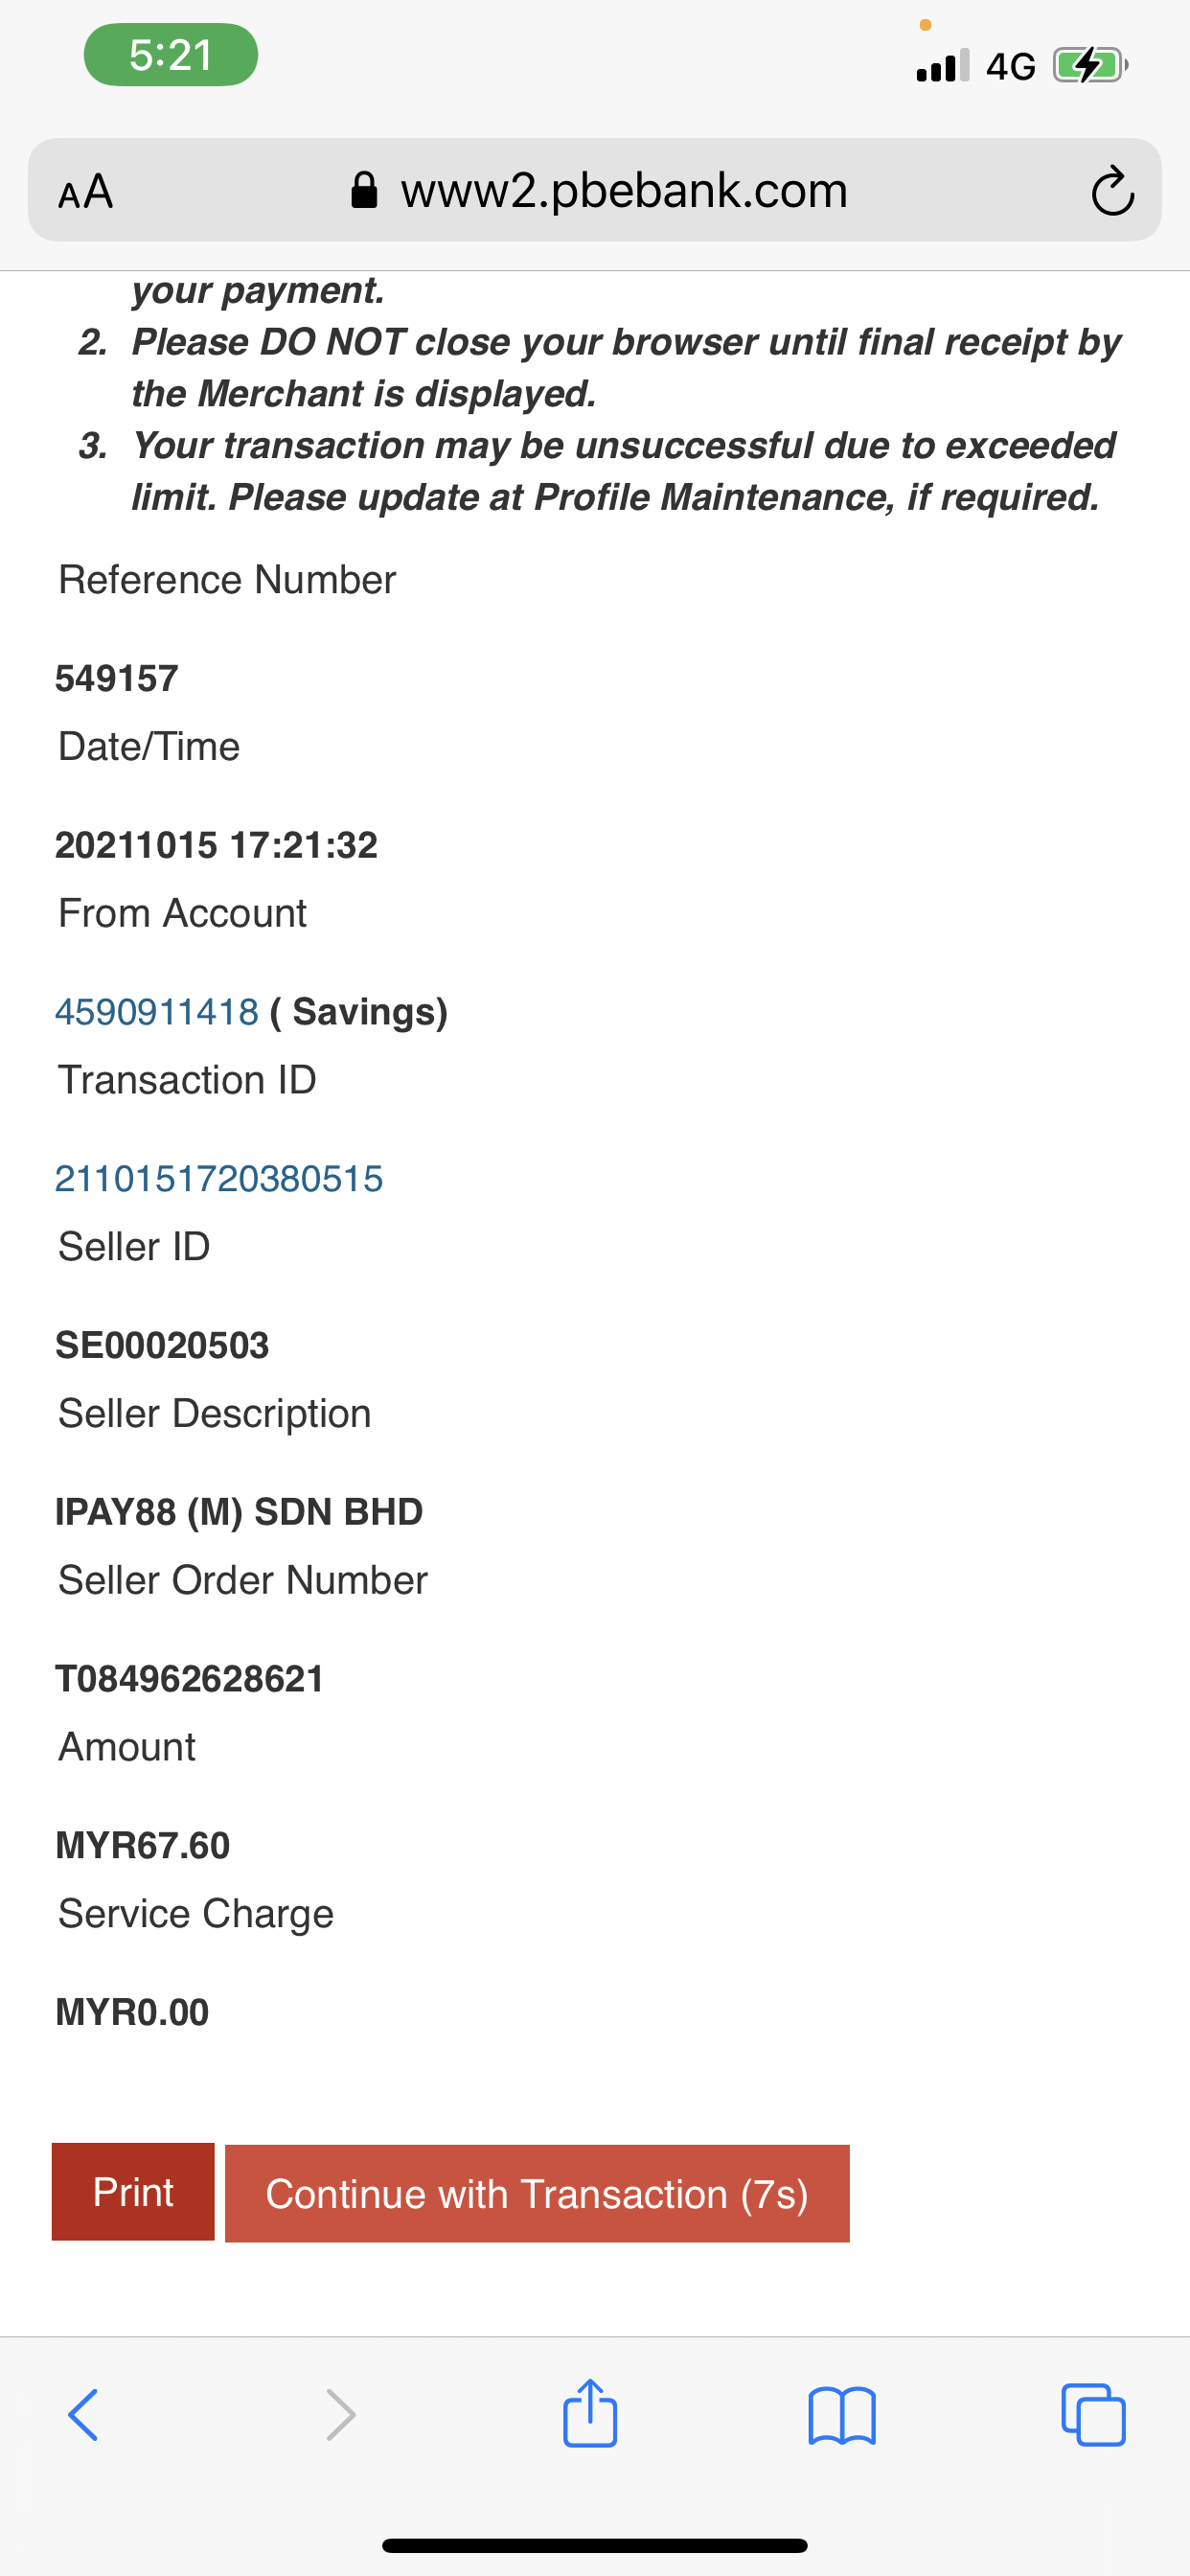 5:21
4G
AA
www2.pbebank.com
your payment.
2. Please DO NOT close your browser until final receipt by
the Merchant is displayed.
3. Your transaction may be unsuccessful due to exceeded
limit. Please update at Profile Maintenance, if required.
Reference Number
549157
Date/Time
20211015 17:21:32
From Account
4590911418 ( Savings)
Transaction ID
2110151720380515
Seller ID
SE00020503
Seller Description
IPAY88 (M) SDN BHD
Seller Order Number
T084962628621
Amount
MYR67.60
Service Charge
MYR0.00
Print
Continue with Transaction (7s)